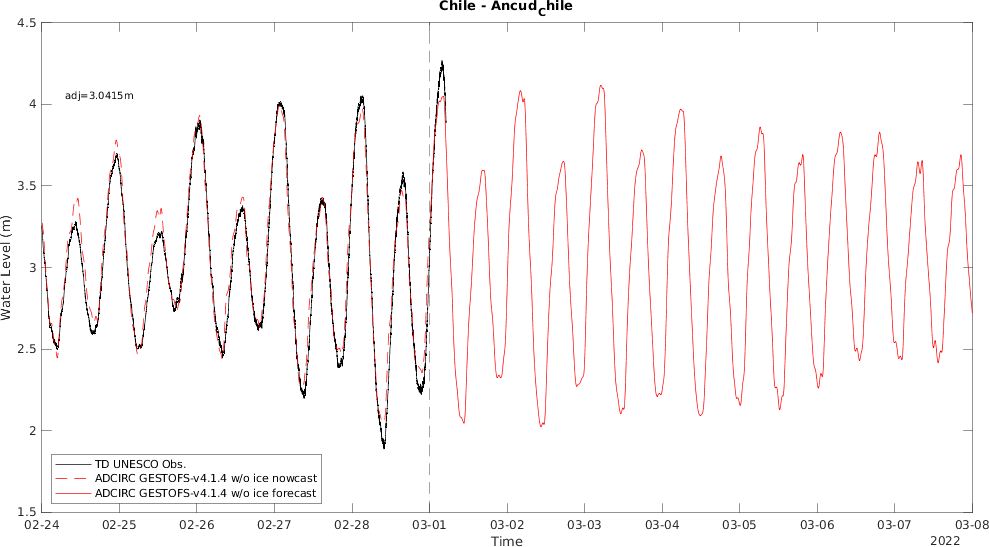 Chile - Ancud_Chile
4.5
adj=3.0415m
4
3.5
3
2.5
2
1.5
Water Level (m)
TD UNESCO Obs.
ADCIRC GESTOFS-v4.1.4 w/o ice nowcast
ADCIRC GESTOFS-v4.1.4 w/o ice forecast
02-24 02-25 02-26 02-27 02-28 03-01 03-02 03-03 03-04 03-05 03-06 03-07 03-08
Time
2022